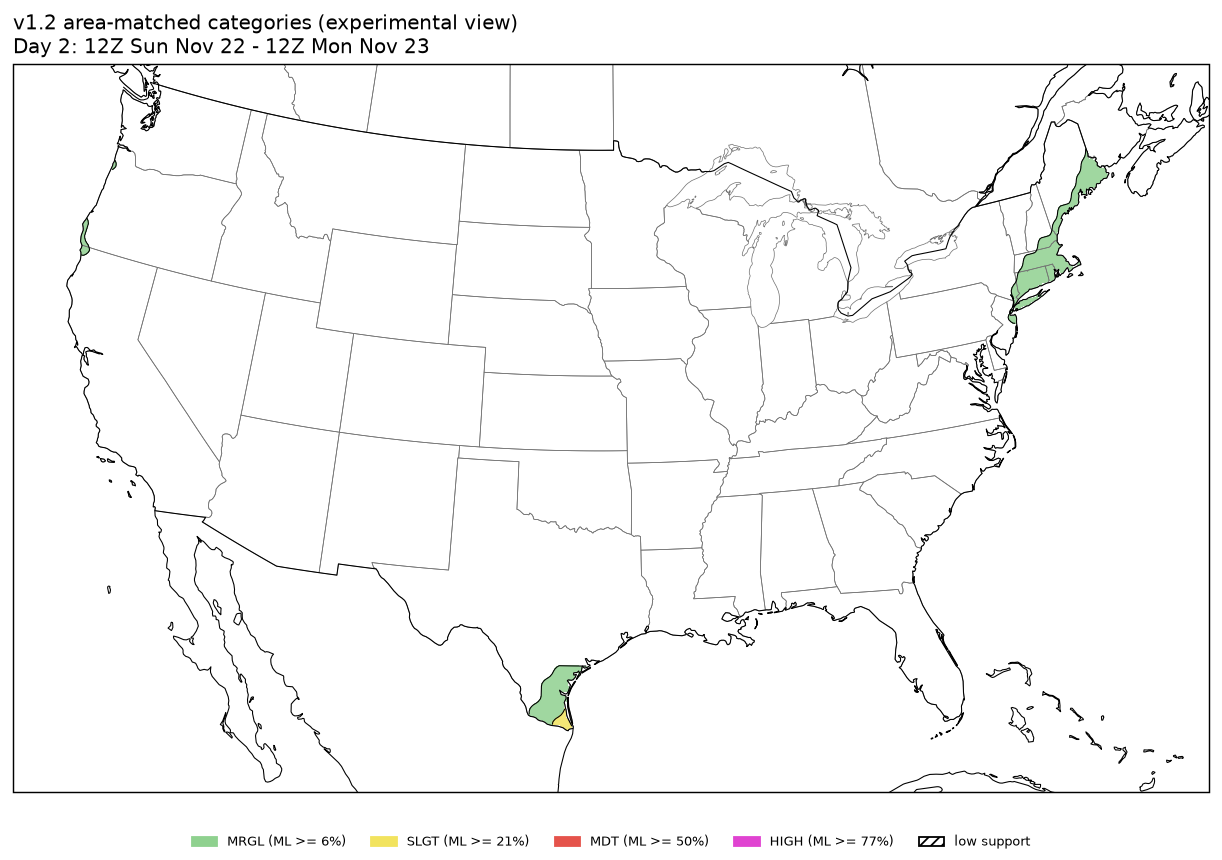 v1.2 area-matched categories (experimental view)
Day 2: 12Z Sun Nov 22 - 12Z Mon Nov 23
MRGL (ML >= 6%) SLGT (ML >= 21%) MDT (ML >= 50%) HIGH (ML >= 77%) low support